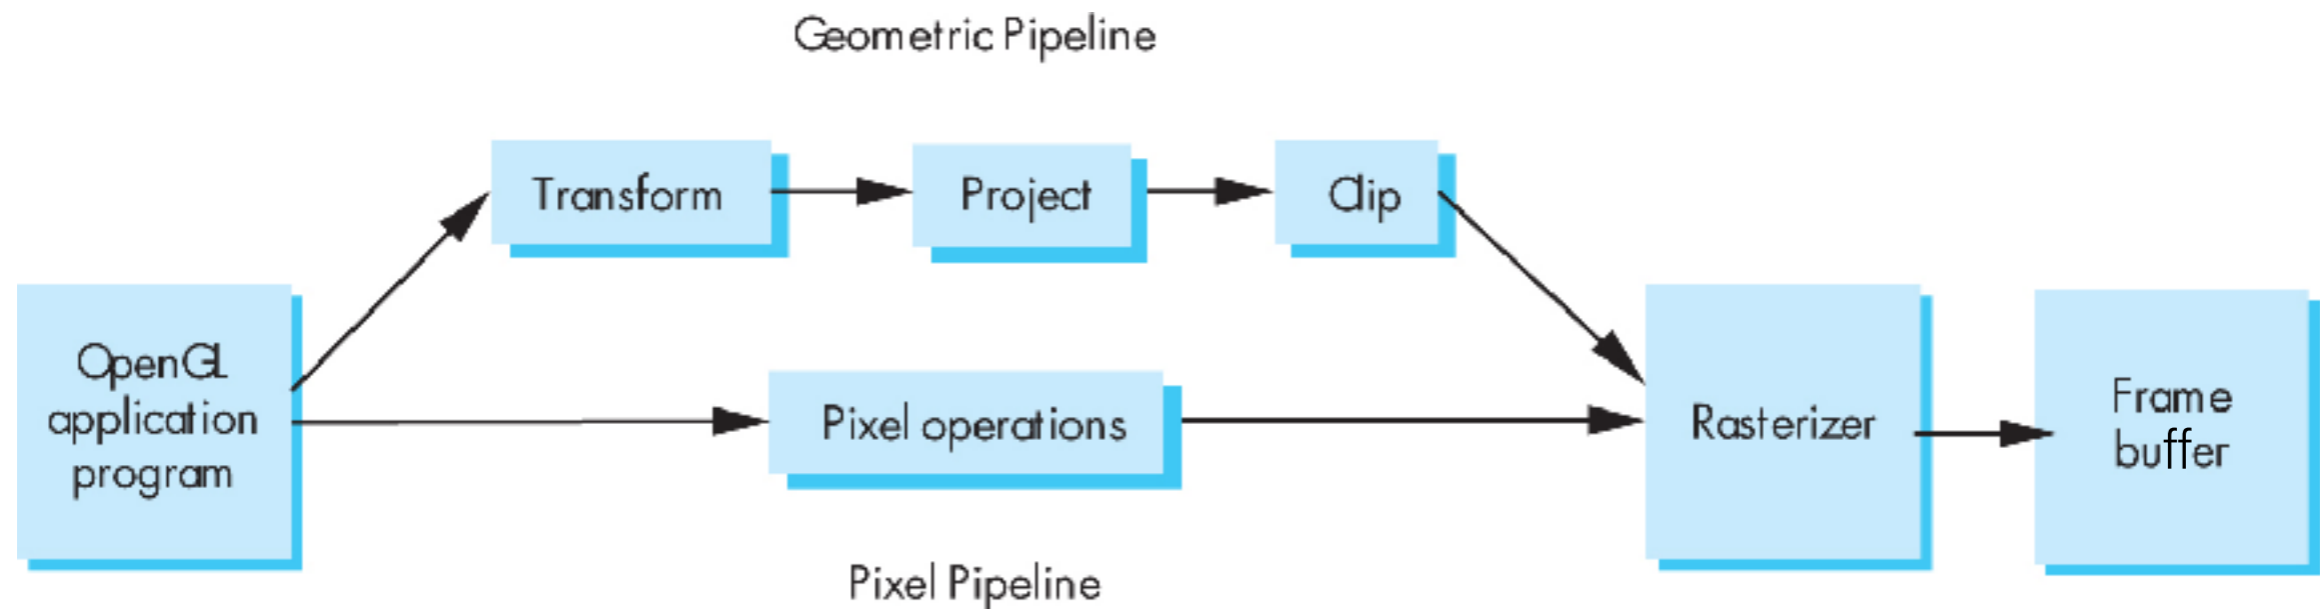 Geometric Pipeline
Transform
Project
Clip
OpenGL
application
program
Pixel operations
Rasterizer
Frame
buffer
Pixel Pipeline